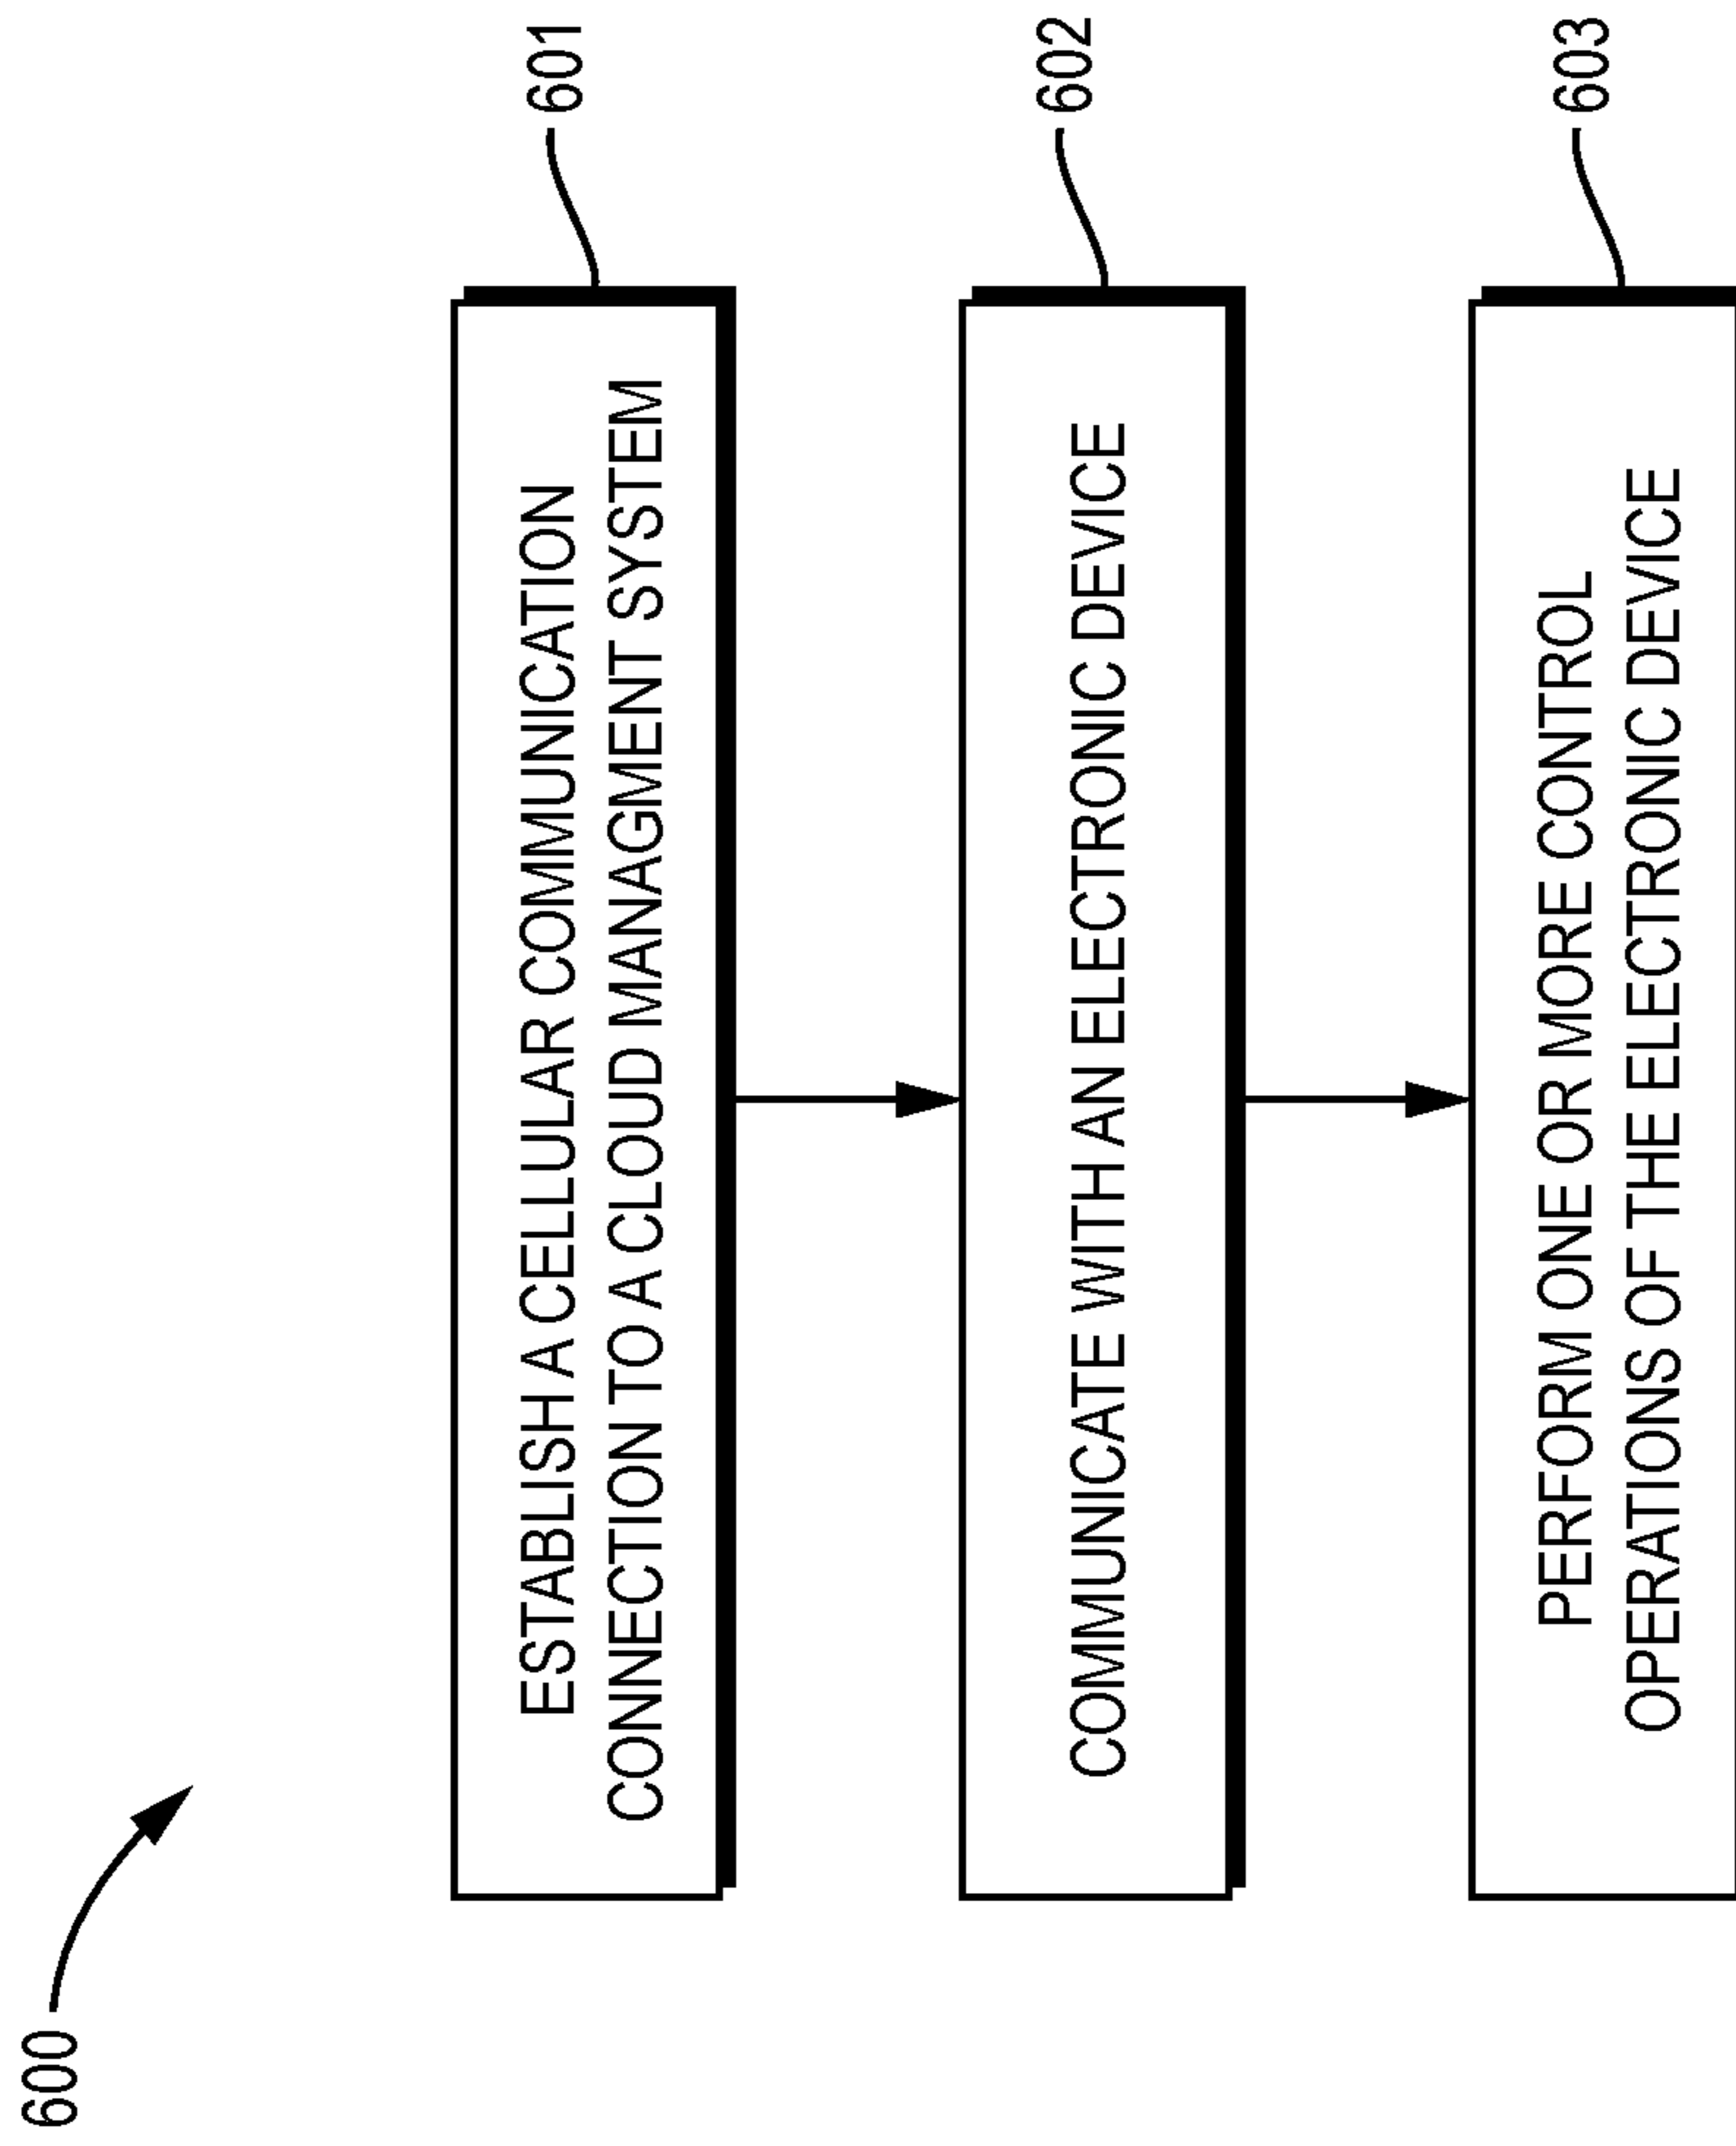 600
601
ESTABLISH A CELLULAR COMMUNICATION
CONNECTION TO A CLOUD MANAGMENT SYSTEM
602
COMMUNICATE WITH AN ELECTRONIC DEVICE
603
PERFORM ONE OR MORE CONTROL
OPERATIONS OF THE ELECTRONIC DEVICE